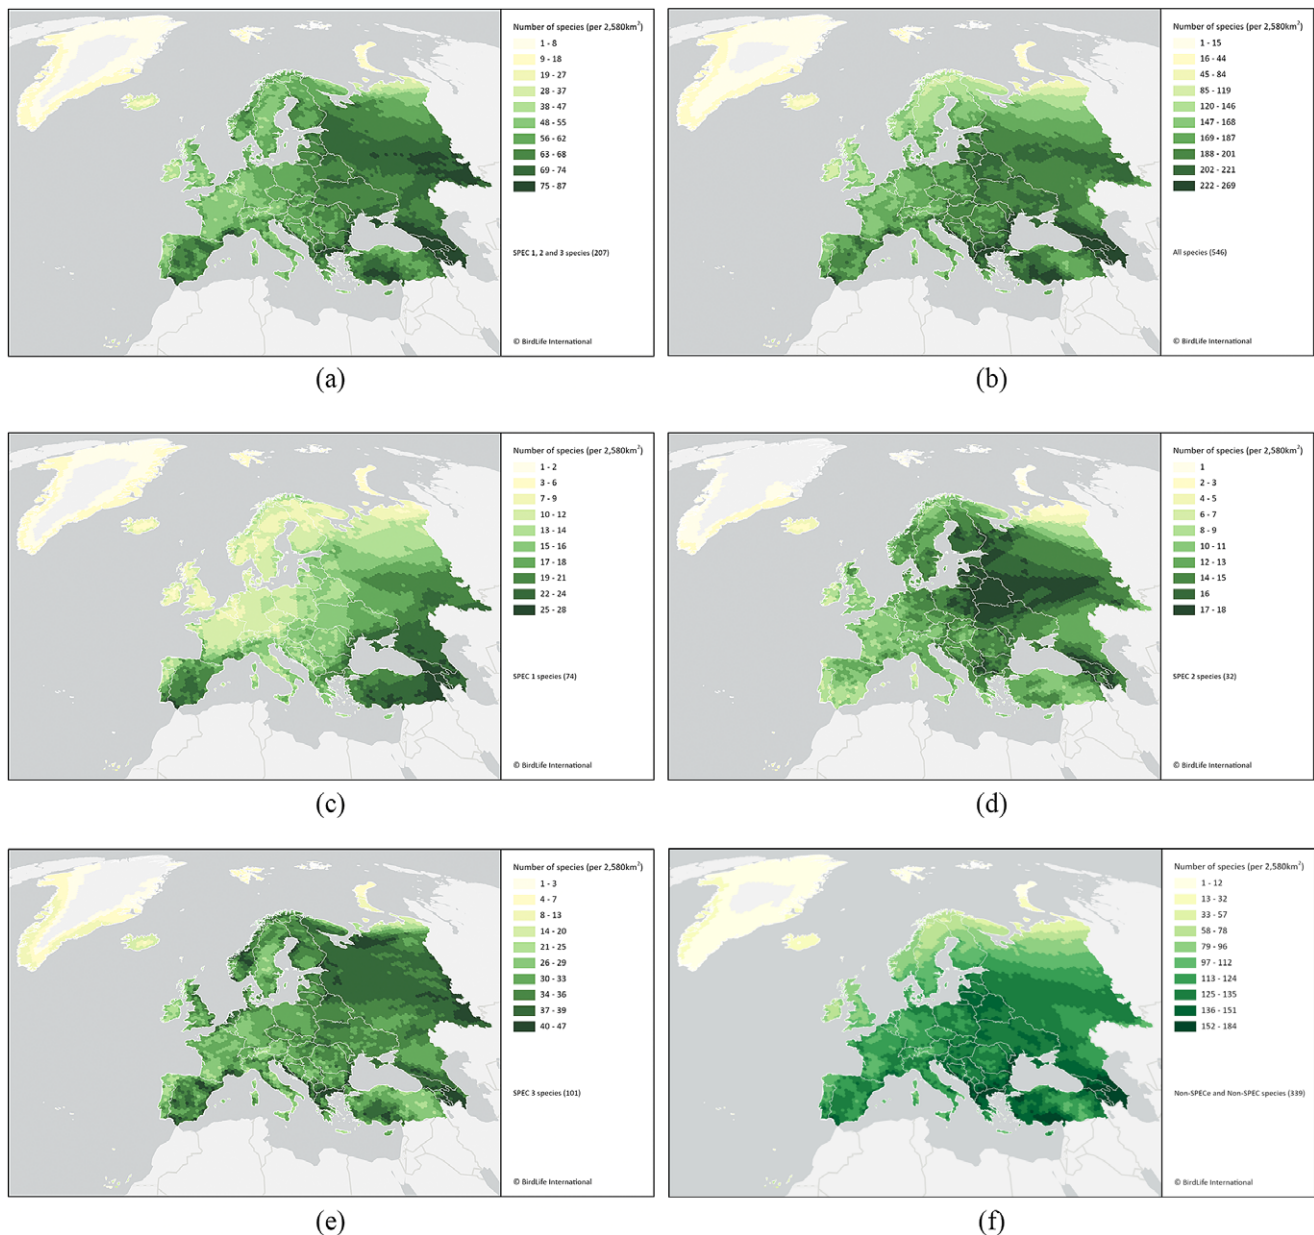 Number of species (per 2,580km²)
1 - 8
9 - 18
19 - 27
28 - 37
38 - 47
48 - 55
56 - 62
63 - 68
69 - 74
75 - 87
SPEC 1, 2 and 3 species (207)
© BirdLife International
(a)
Number of species (per 2,580km²)
1 - 15
16 - 44
45 - 84
85 - 119
120 - 146
147 - 168
169 - 187
188 - 201
202 - 221
222 - 269
All species (546)
© BirdLife International
(b)
Number of species (per 2,580km²)
1 - 2
3 - 6
7 - 9
10 - 12
13 - 14
15 - 16
17 - 18
19 - 21
22 - 24
25 - 28
SPEC 1 species (74)
© BirdLife International
(c)
Number of species (per 2,580km²)
1
2 - 3
4 - 5
6 - 7
8 - 9
10 - 11
12 - 13
14 - 15
16
17 - 18
SPEC 2 species (32)
© BirdLife International
(d)
Number of species (per 2,580km²)
1 - 3
4 - 7
8 - 13
14 - 20
21 - 25
26 - 29
30 - 33
34 - 36
37 - 39
40 - 47
SPEC 3 species (101)
© BirdLife International
(e)
Number of species (per 2,580km²)
1 - 12
13 - 32
33 - 57
58 - 78
79 - 96
97 - 112
113 - 124
125 - 135
136 - 151
152 - 184
Non-SPECe and Non-SPEC species (339)
© BirdLife International
(f)